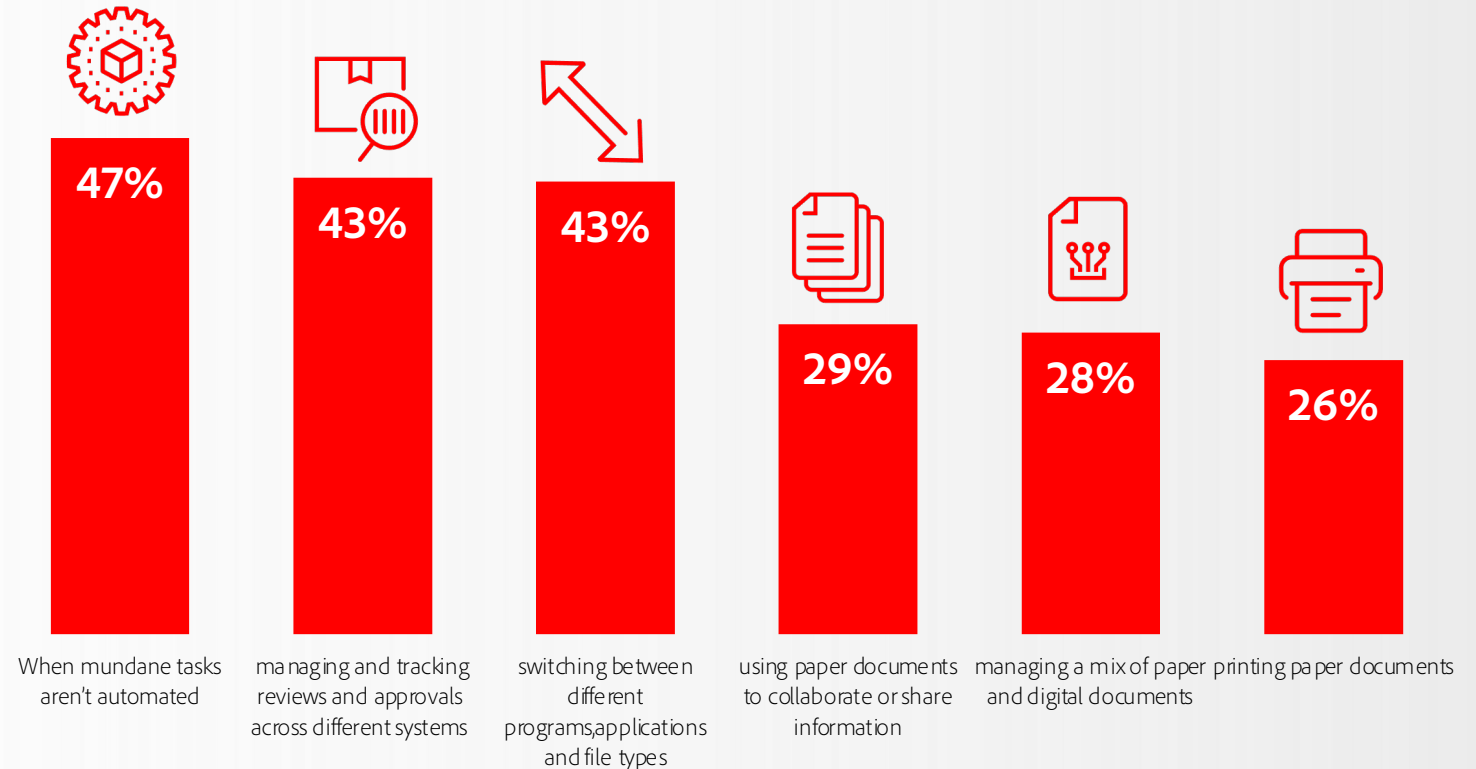 47%
43%
43%
29%
28%
26%
When mundane tasks
aren't automated
managing and tracking
reviews and approvals
across different systems
switching between
different
programs,applications
and file types
using paper documents
to collaborate or share
information
managing a mix of paper
and digital documents
printing paper documents